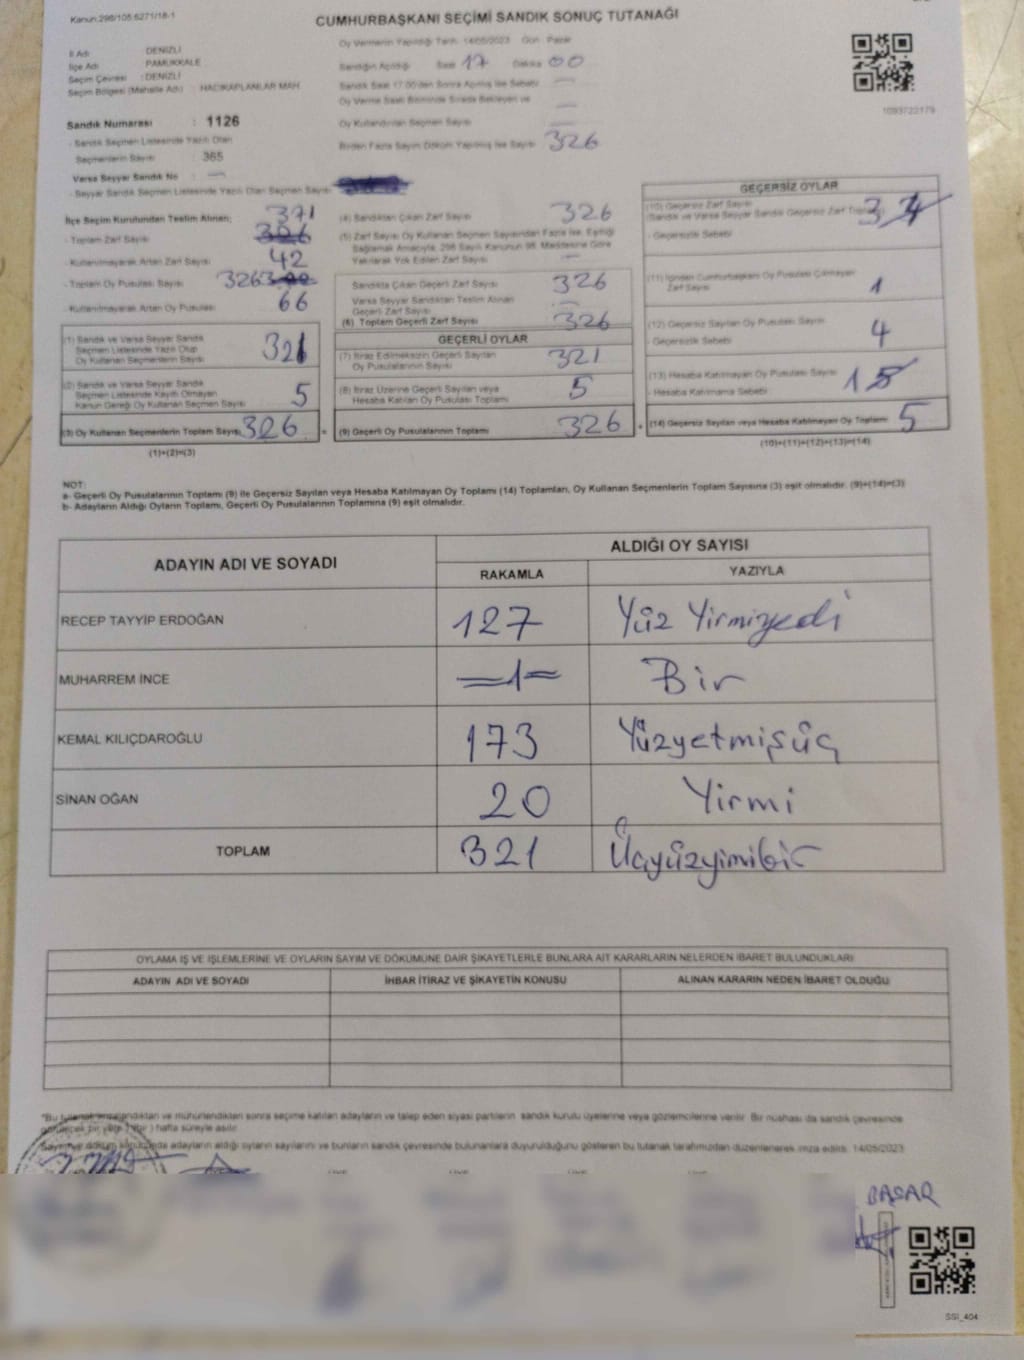 Kanun:298/105,6271/18-1
CUMHURBAŞKANI SEÇİMİ SANDIK SONUÇ TUTANAĞI
İl Adı : DENİZLİ
İlçe Adı : PAMUKKALE
Seçim Çevresi : DENİZLİ
Seçim Bölgesi (Mahalle Adı) : HACIKAPLANLAR MAH.
Sandık Numarası : 1126
- Sandık Seçmen Listesinde Yazılı Olan
Seçmenlerin Sayısı : 365
Varsa Seyyar Sandık No : —
- Seyyar Sandık Seçmen Listesinde Yazılı Olan Seçmen Sayısı
Oy Vermenin Yapıldığı Tarih: 14/05/2023 Gün: Pazar
Sandığın Açıldığı Saat 17 Dakika 00
Sandık Saat 17:00'den Sonra Açılmış İse Sebebi —
Oy Verme Saati Bitiminde Sırada Bekleyen ve
Oy Kullandırılan Seçmen Sayısı —
Birden Fazla Sayım Döküm Yapılmış İse Sayısı 326
1093722179
İlçe Seçim Kurulundan Teslim Alınan;
- Toplam Zarf Sayısı 371
- Kullanılmayarak Artan Zarf Sayısı 42
- Toplam Oy Pusulası Sayısı 326
- Kullanılmayarak Artan Oy Pusulası 66
(1) Sandık ve Varsa Seyyar Sandık
Seçmen Listesinde Yazılı Olup
Oy Kullanan Seçmenlerin Sayısı 321
(2) Sandık ve Varsa Seyyar Sandık
Seçmen Listesinde Kayıtlı Olmayan
Kanun Gereği Oy Kullanan Seçmen Sayısı 5
(3) Oy Kullanan Seçmenlerin Toplam Sayısı 326
(1)+(2)=(3)
(4) Sandıktan Çıkan Zarf Sayısı 326
(5) Zarf Sayısı Oy Kullanan Seçmen Sayısından Fazla İse, Eşitliği
Sağlamak Amacıyla, 298 Sayılı Kanunun 98. Maddesine Göre
Yakılarak Yok Edilen Zarf Sayısı —
Sandıkta Çıkan Geçerli Zarf Sayısı 326
Varsa Seyyar Sandıktan Teslim Alınan
Geçerli Zarf Sayısı —
(6) Toplam Geçerli Zarf Sayısı 326
GEÇERLİ OYLAR
(7) İtiraz Edilmeksizin Geçerli Sayılan
Oy Pusulalarının Sayısı 321
(8) İtiraz Üzerine Geçerli Sayılan veya
Hesaba Katılan Oy Pusulası Toplamı 5
(9) Geçerli Oy Pusulalarının Toplamı 326
GEÇERSİZ OYLAR
(10) Geçersiz Zarf Sayısı
(Sandık ve Varsa Seyyar Sandık Geçersiz Zarf Toplamı)
- Geçersizlik Sebebi
(11) İçinden Cumhurbaşkanı Oy Pusulası Çıkmayan
Zarf Sayısı 1
(12) Geçersiz Sayılan Oy Pusulası Sayısı 4
- Geçersizlik Sebebi
(13) Hesaba Katılmayan Oy Pusulası Sayısı
- Hesaba Katılmama Sebebi
(14) Geçersiz Sayılan veya Hesaba Katılmayan Oy Toplamı 5
(10)+(11)+(12)+(13)=(14)
NOT:
a- Geçerli Oy Pusulalarının Toplamı (9) ile Geçersiz Sayılan veya Hesaba Katılmayan Oy Toplamı (14) Toplamları, Oy Kullanan Seçmenlerin Toplam Sayısına (3) eşit olmalıdır. (9)+(14)=(3)
b- Adayların Aldığı Oyların Toplamı, Geçerli Oy Pusulalarının Toplamına (9) eşit olmalıdır.
ADAYIN ADI VE SOYADI
ALDIĞI OY SAYISI
RAKAMLA YAZIYLA
RECEP TAYYİP ERDOĞAN 127 Yüz Yirmiyedi
MUHARREM İNCE =1= Bir
KEMAL KILIÇDAROĞLU 173 Yüzyetmişüç
SİNAN OĞAN 20 Yirmi
TOPLAM 321 Üçyüzyimibir
OYLAMA İŞ VE İŞLEMLERİNE VE OYLARIN SAYIM VE DÖKÜMÜNE DAİR ŞİKAYETLERLE BUNLARA AİT KARARLARIN NELERDEN İBARET BULUNDUKLARI
ADAYIN ADI VE SOYADI İHBAR İTİRAZ VE ŞİKAYETİN KONUSU ALINAN KARARIN NEDEN İBARET OLDUĞU
"Bu tutanak imzalandıktan ve mühürlendikten sonra seçime katılan adayların ve talep eden siyasi partilerin sandık kurulu üyelerine veya gözlemcilerine verilir. Bir nüshası da sandık çevresinde
görülecek bir yere 1(bir) hafta süreyle asılır.
Sayım ve döküm sonucunda adayların aldığı oyların sayılarını ve bunların sandık çevresinde bulunanlara duyurulduğunu gösteren bu tutanak tarafımızdan düzenlenerek imza edildi. 14/05/2023
BAŞAR
SSI_404